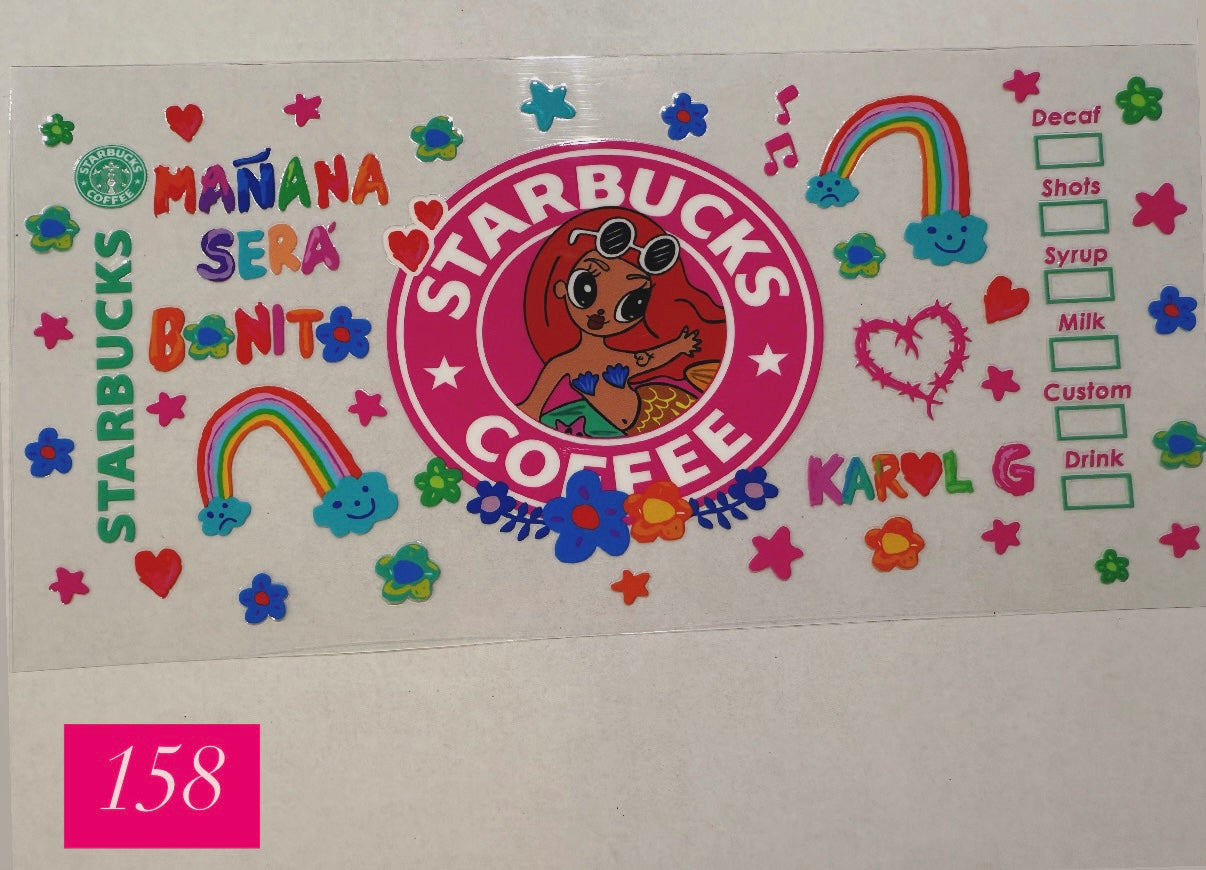 STARBUCKS
COFFEE
STARBUCKS
MAÑANA
SERÁ
BONITO
STARBUCKS
COFFEE
KAROL G
Decaf
Shots
Syrup
Milk
Custom
Drink
158